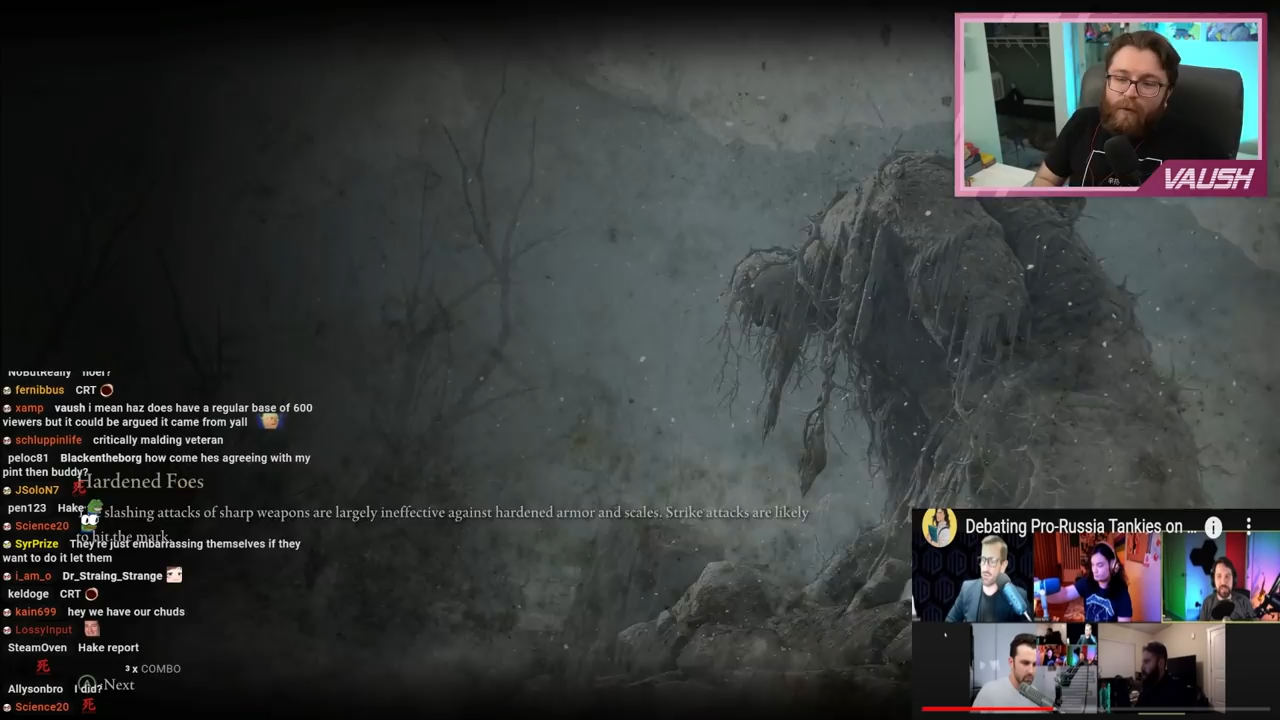 VAUSH
NoButReally noel?
fernibbus CRT
xamp vaush i mean haz does have a regular base of 600
viewers but it could be argued it came from yall
schluppinlife critically malding veteran
peloc81 Blackentheborg how come hes agreeing with my
pint then buddy?
Hardened Foes
JSoloN7 死
pen123 Hake
slashing attacks of sharp weapons are largely ineffective against hardened armor and scales. Strike attacks are likely
to hit the mark.
Science20
SyrPrize They're just embarrassing themselves if they
want to do it let them
i_am_o Dr_Straing_Strange
keldoge CRT
kain699 hey we have our chuds
LossyInput
SteamOven Hake report
死 3 x COMBO
Allysonbro I did?
A :Next
Science20 死
Debating Pro-Russia Tankies on ...